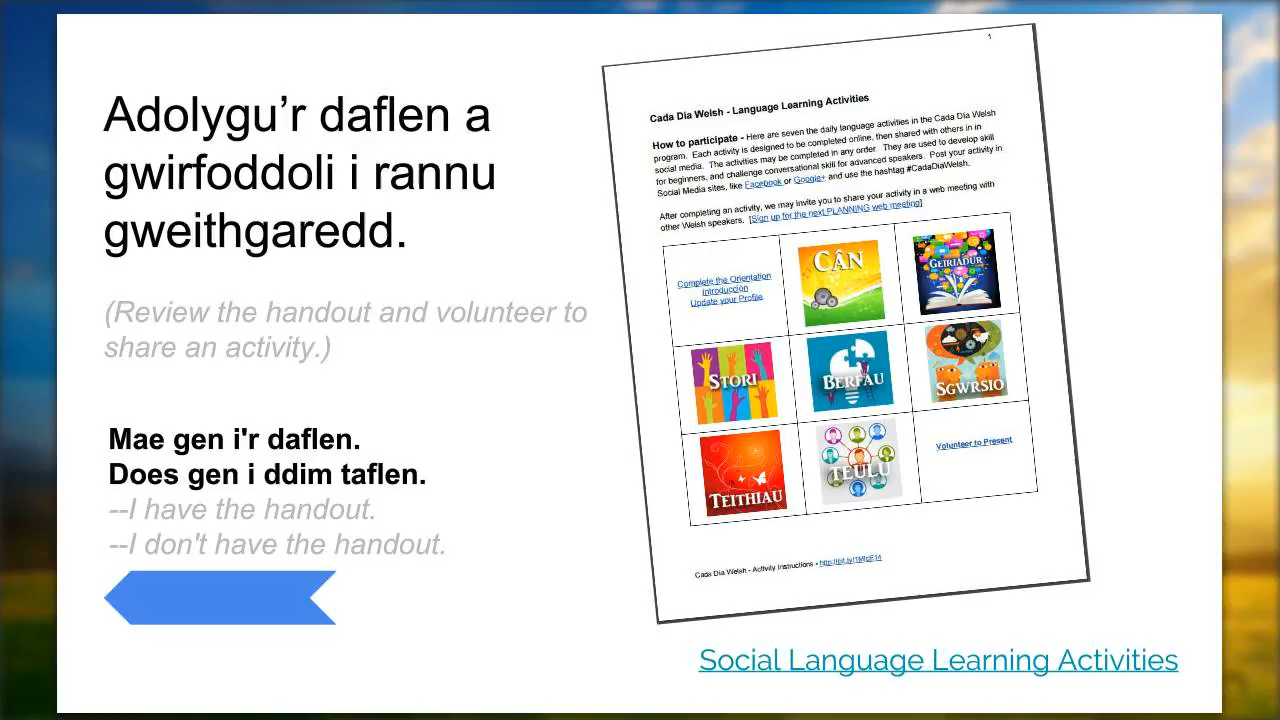 Adolygu’r daflen a
gwirfoddoli i rannu
gweithgaredd.
(Review the handout and volunteer to
share an activity.)
Mae gen i'r daflen.
Does gen i ddim taflen.
--I have the handout.
--I don't have the handout.
1
Cada Dia Welsh - Language Learning Activities
How to participate - Here are seven the daily language activities in the Cada Dia Welsh
program. Each activity is designed to be completed online, then shared with others in in
social media. The activities may be completed in any order. They are used to develop skill
for beginners, and challenge conversational skill for advanced speakers. Post your activity in
Social Media sites, like Facebook or Google+ and use the hashtag #CadaDiaWelsh.
After completing an activity, we may invite you to share your activity in a web meeting with
other Welsh speakers. [Sign up for the next PLANNING web meeting]
Complete the Orientation
Introducción
Update your Profile
CÂN
GEIRIADUR
STORI
BERFAU
SGWRSIO
TEITHIAU
TEULU
Volunteer to Present
Cada Dia Welsh - Activity Instructions -
Social Language Learning Activities